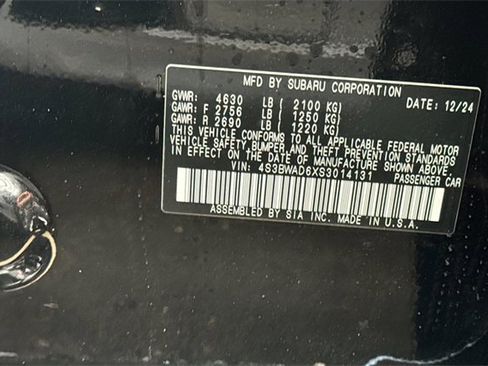 MFD BY SUBARU CORPORATION
GVWR: 4630 LB ( 2100 KG) DATE: 12/24
GAWR: F 2756 LB ( 1250 KG)
GAWR: R 2690 LB ( 1220 KG)
THIS VEHICLE CONFORMS TO ALL APPLICABLE FEDERAL MOTOR
VEHICLE SAFETY, BUMPER, AND THEFT PREVENTION STANDARDS
IN EFFECT ON THE DATE OF MANUFACTURE SHOWN ABOVE.
VIN: 4S3BWAD6XS3014131 PASSENGER CAR
ASSEMBLED BY SIA INC. MADE IN U.S.A.